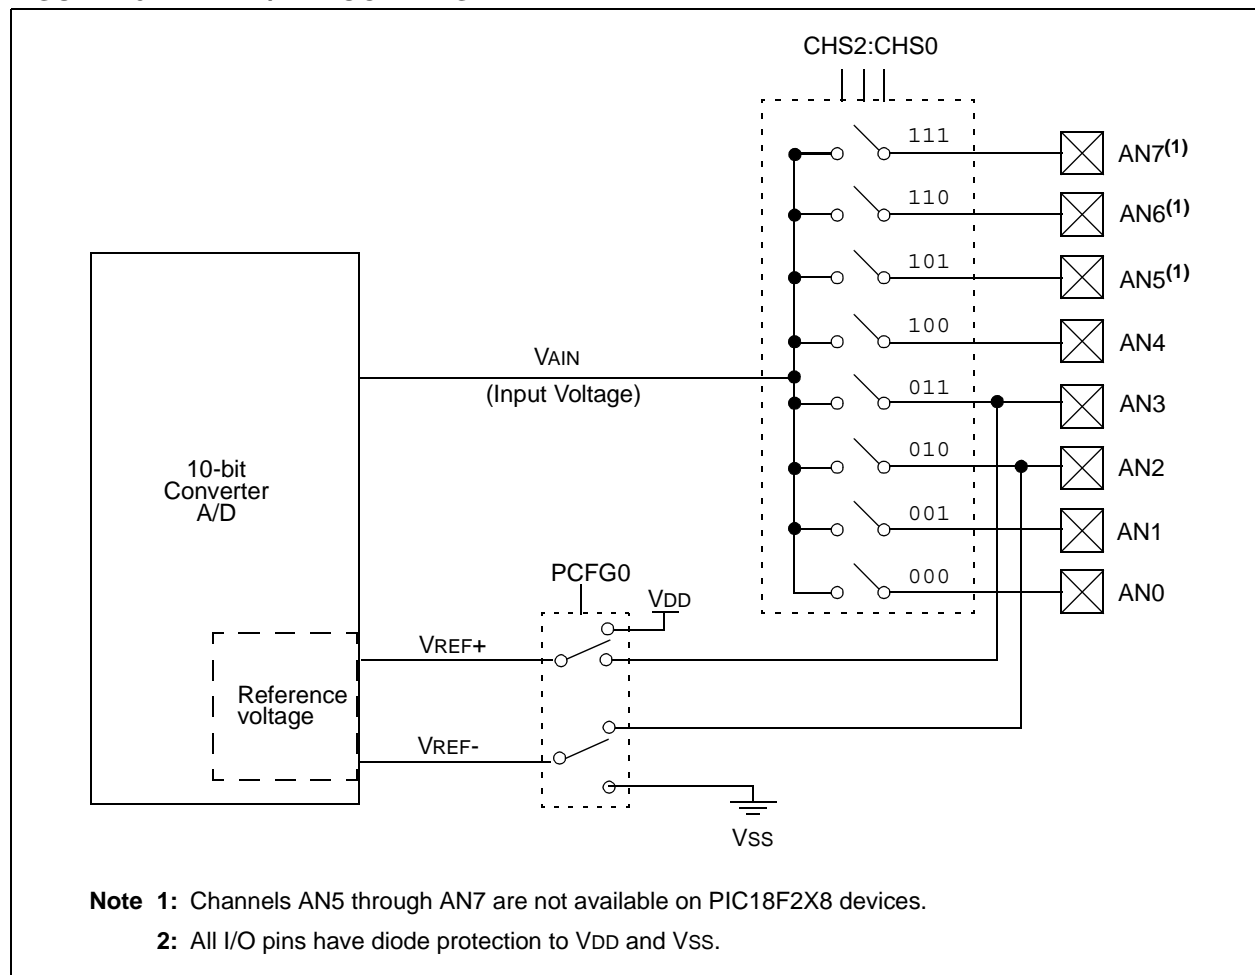 CHS2:CHS0
111
AN7(1)
110
AN6(1)
101
AN5(1)
100
AN4
VAIN
(Input Voltage)
011
AN3
010
AN2
10-bit
Converter
A/D
001
AN1
PCFG0
000
AN0
VDD
VREF+
Reference
voltage
VREF-
VSS
Note 1: Channels AN5 through AN7 are not available on PIC18F2X8 devices.
2: All I/O pins have diode protection to VDD and VSS.